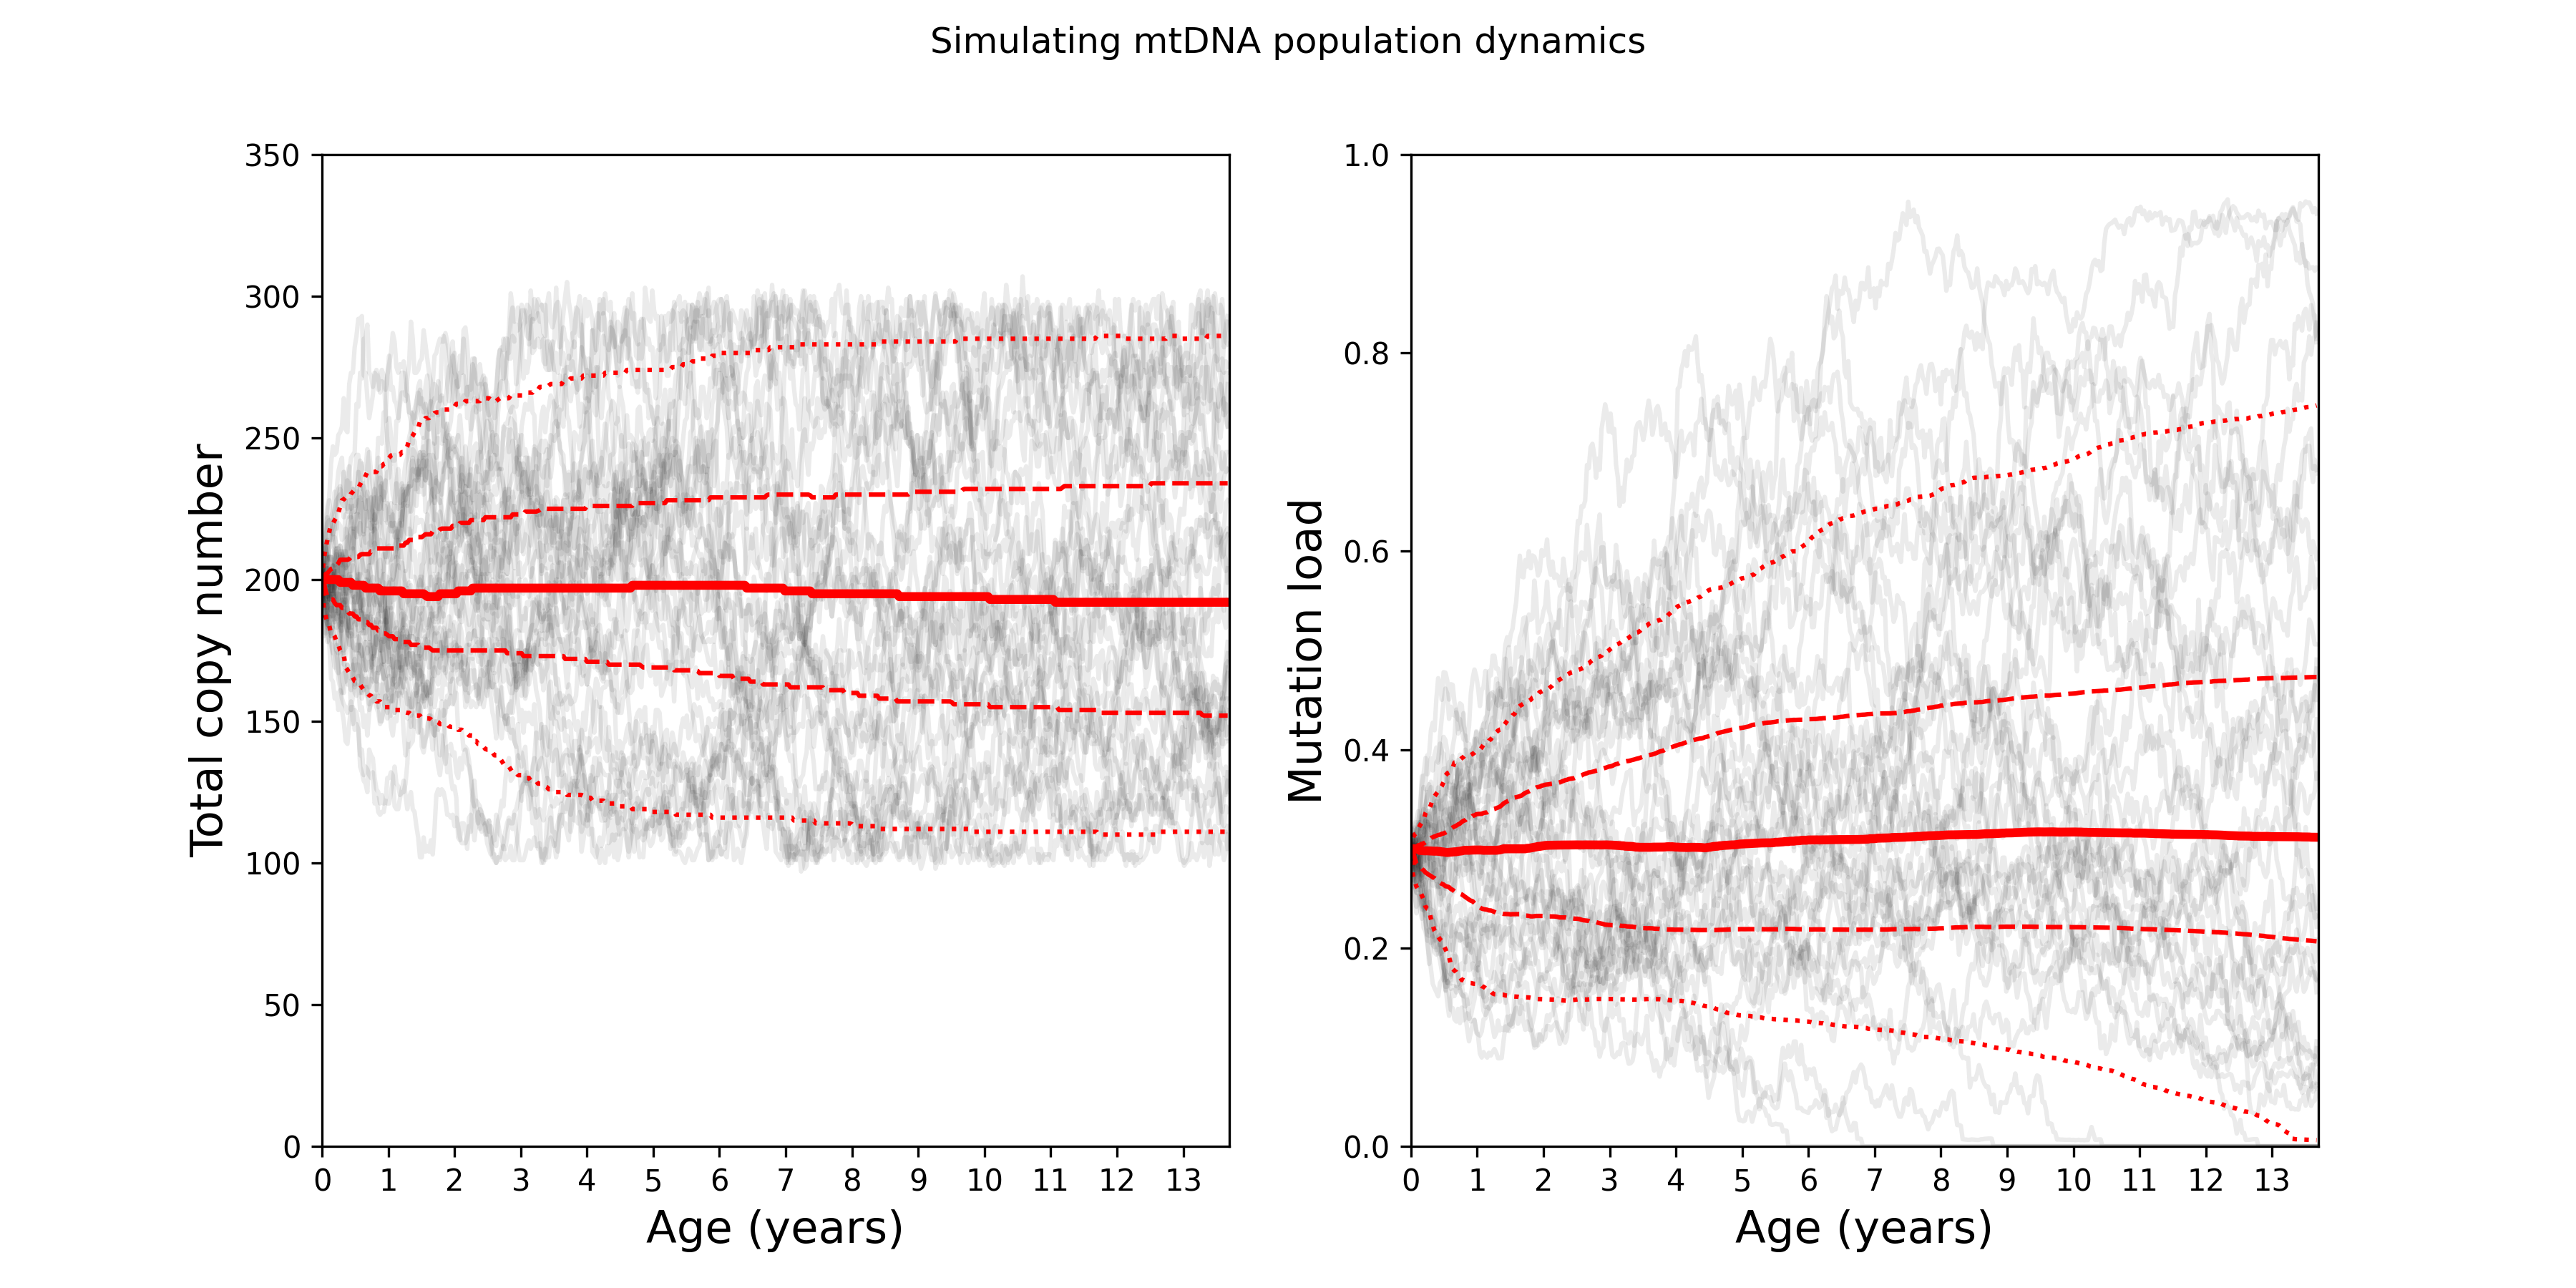 Simulating mtDNA population dynamics
Total copy number
350
300
250
200
150
100
50
0
0 1 2 3 4 5 6 7 8 9 10 11 12 13
Age (years)
Mutation load
1.0
0.8
0.6
0.4
0.2
0.0
0 1 2 3 4 5 6 7 8 9 10 11 12 13
Age (years)